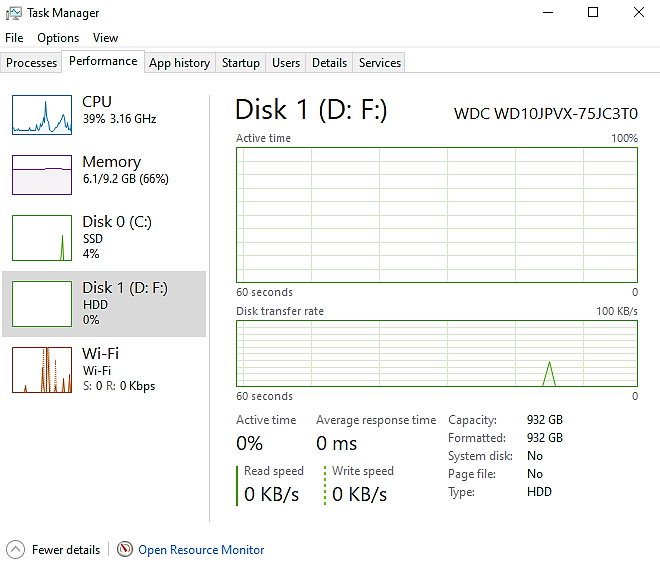 Task Manager
File Options View
Processes Performance App history Startup Users Details Services
CPU
39% 3.16 GHz
Memory
6.1/9.2 GB (66%)
Disk 0 (C:)
SSD
4%
Disk 1 (D: F:)
HDD
0%
Wi-Fi
Wi-Fi
S: 0 R: 0 Kbps
Disk 1 (D: F:) WDC WD10JPVX-75JC3T0
Active time 100%
60 seconds 0
Disk transfer rate 100 KB/s
60 seconds 0
Active time Average response time
0% 0 ms
Read speed Write speed
0 KB/s 0 KB/s
Capacity: 932 GB
Formatted: 932 GB
System disk: No
Page file: No
Type: HDD
Fewer details Open Resource Monitor